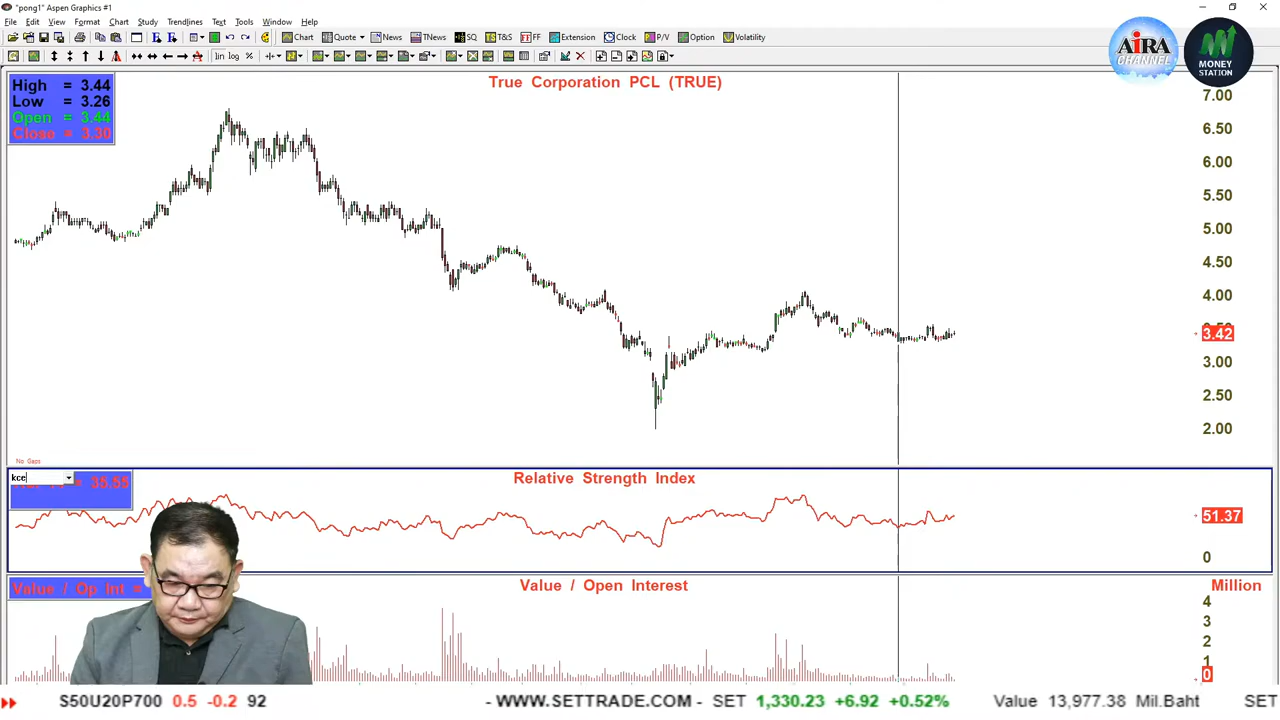 "pong1" Aspen Graphics #1
File Edit View Format Chart Study Trendlines Text Tools Window Help
Chart Quote News TNews SQ T&S FF Extension Clock P/V Option Volatility
lin log %
AiRA
CHANNEL
MONEY
STATION
High = 3.44
Low = 3.26
Open = 3.44
Close = 3.30
True Corporation PCL (TRUE)
7.00
6.50
6.00
5.50
5.00
4.50
4.00
3.42
3.00
2.50
2.00
No Gaps
kce
= 35.55
Relative Strength Index
51.37
0
Value / Op Int =
Value / Open Interest
Million
4
3
2
1
0
S50U20P700 0.5 -0.2 92 - WWW.SETTRADE.COM - SET 1,330.23 +6.92 +0.52% Value 13,977.38 Mil.Baht SET